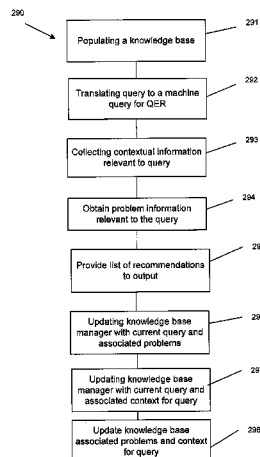 290
Populating a knowledge base
291
Translating query to a machine
query for QER
292
Collecting contextual information
relevant to query
293
Obtain problem information
relevant to the query
294
Provide list of recommendations
to output
29
Updating knowledge base
manager with current query and
associated problems
29
Updating knowledge base
manager with current query and
associated context for query
29
Update knowledge base
associated problems and context
for query
298